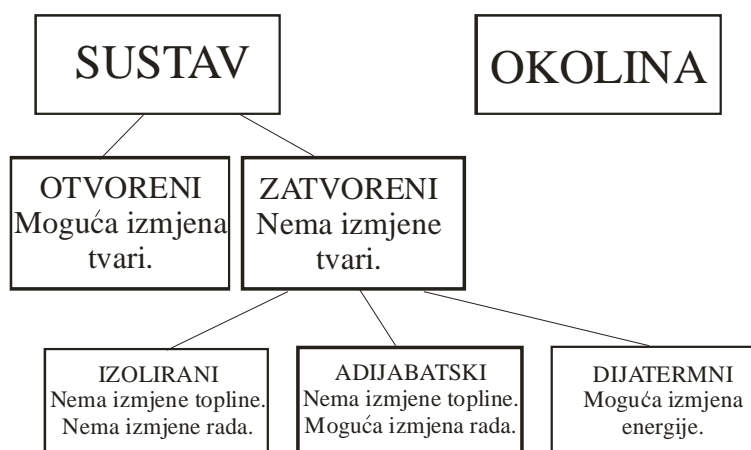 SUSTAV
OKOLINA
OTVORENI
Moguća izmjena
tvari.
ZATVORENI
Nema izmjene
tvari.
IZOLIRANI
Nema izmjene topline.
Nema izmjene rada.
ADIJABATSKI
Nema izmjene topline.
Moguća izmjena rada.
DIJATERMNI
Moguća izmjena
energije.